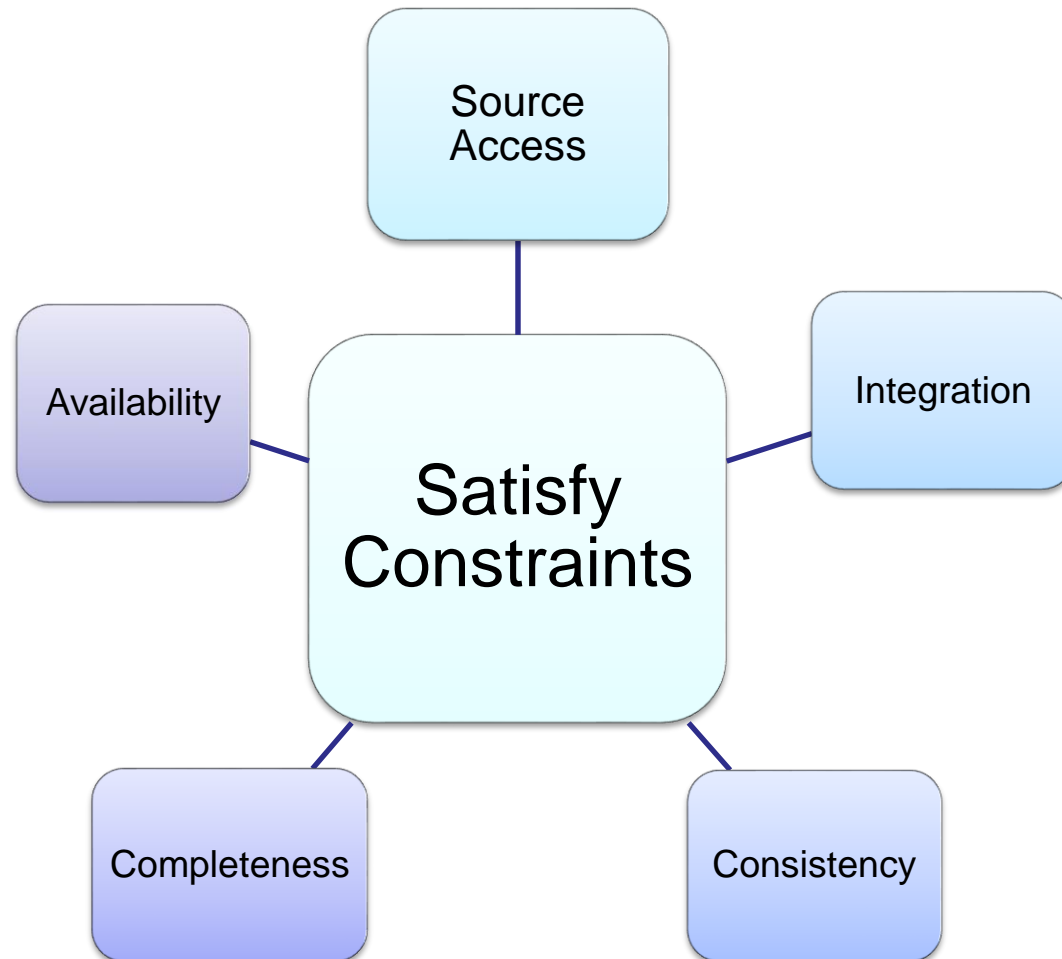 Source
Access
Availability
Integration
Satisfy
Constraints
Completeness
Consistency